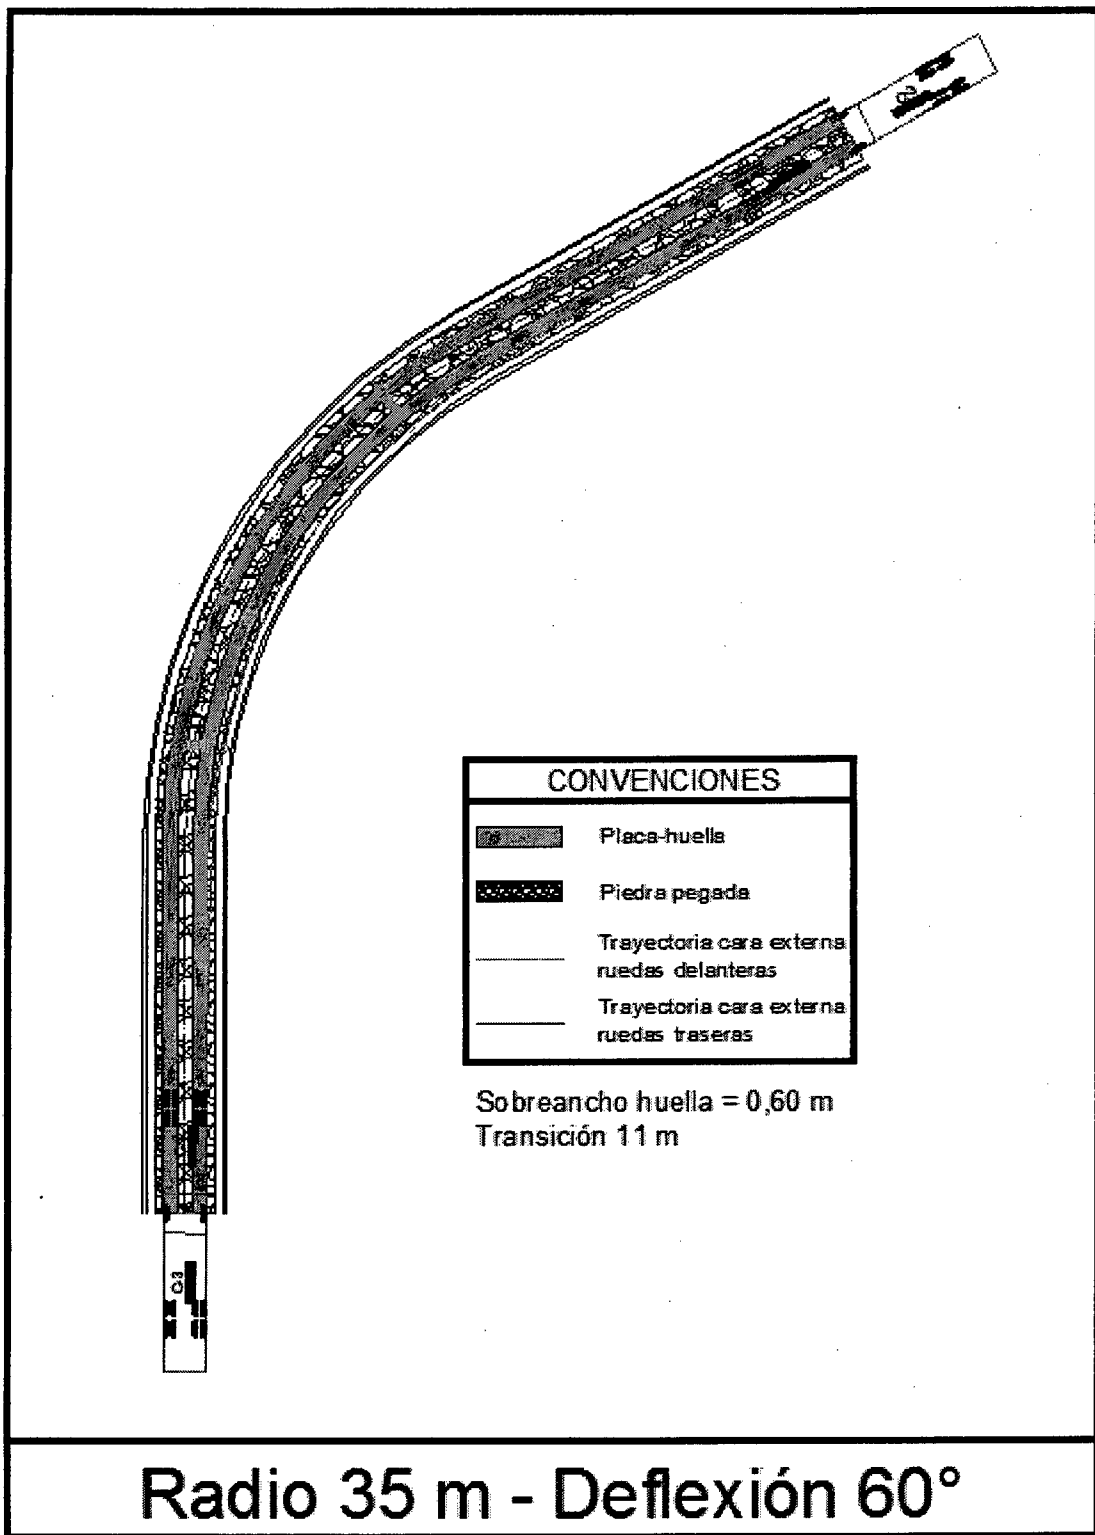 CONVENCIONES
Placa-huella
Piedra pegada
Trayectoria cara externa
ruedas delanteras
Trayectoria cara externa
ruedas traseras
Sobreancho huella = 0,60 m
Transición 11 m
Radio 35 m - Deflexión 60°